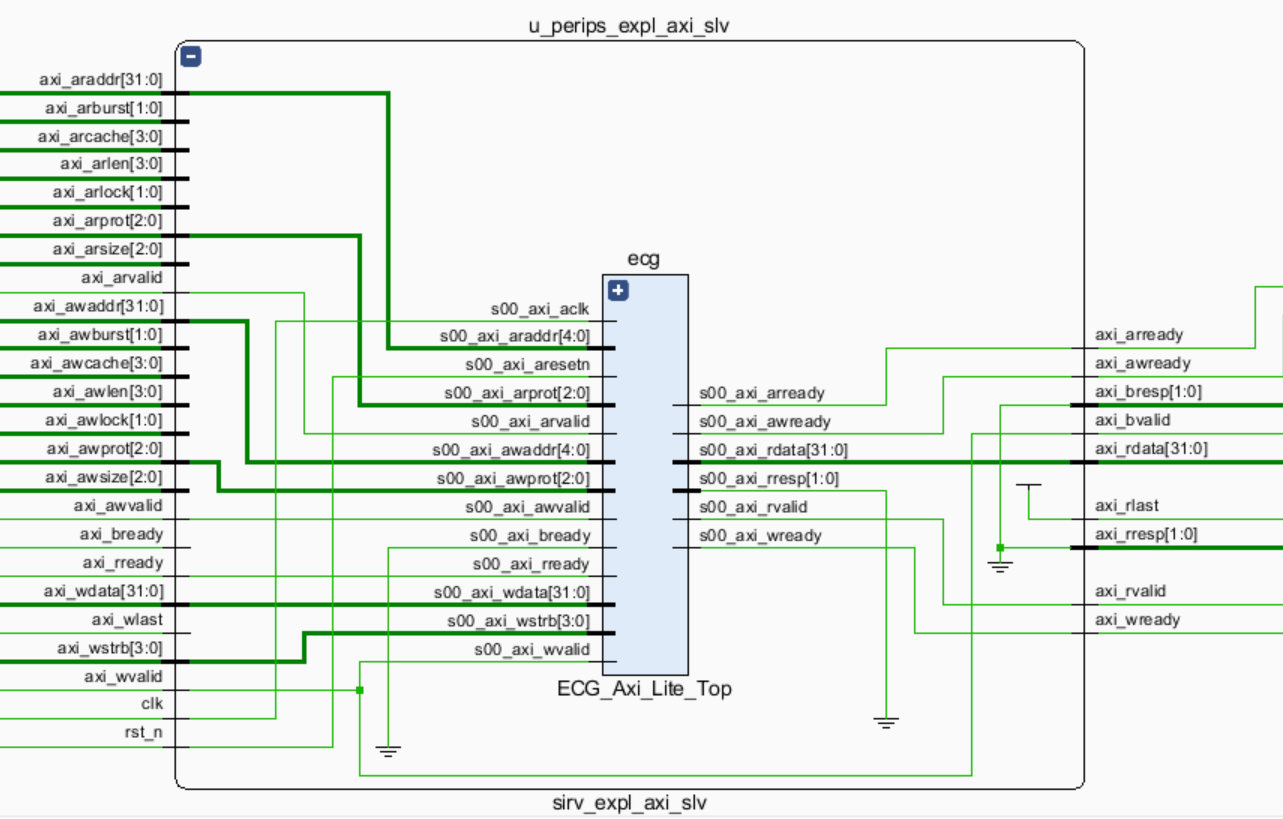 u_perips_expl_axi_slv
axi_araddr[31:0]
axi_arburst[1:0]
axi_arcache[3:0]
axi_arlen[3:0]
axi_arlock[1:0]
axi_arprot[2:0]
axi_arsize[2:0]
axi_arvalid
axi_awaddr[31:0]
axi_awburst[1:0]
axi_awcache[3:0]
axi_awlen[3:0]
axi_awlock[1:0]
axi_awprot[2:0]
axi_awsize[2:0]
axi_awvalid
axi_bready
axi_rready
axi_wdata[31:0]
axi_wlast
axi_wstrb[3:0]
axi_wvalid
clk
rst_n
ecg
s00_axi_aclk
s00_axi_araddr[4:0]
s00_axi_aresetn
s00_axi_arprot[2:0]
s00_axi_arvalid
s00_axi_awaddr[4:0]
s00_axi_awprot[2:0]
s00_axi_awvalid
s00_axi_bready
s00_axi_rready
s00_axi_wdata[31:0]
s00_axi_wstrb[3:0]
s00_axi_wvalid
s00_axi_arready
s00_axi_awready
s00_axi_rdata[31:0]
s00_axi_rresp[1:0]
s00_axi_rvalid
s00_axi_wready
ECG_Axi_Lite_Top
axi_arready
axi_awready
axi_bresp[1:0]
axi_bvalid
axi_rdata[31:0]
axi_rlast
axi_rresp[1:0]
axi_rvalid
axi_wready
sirv_expl_axi_slv